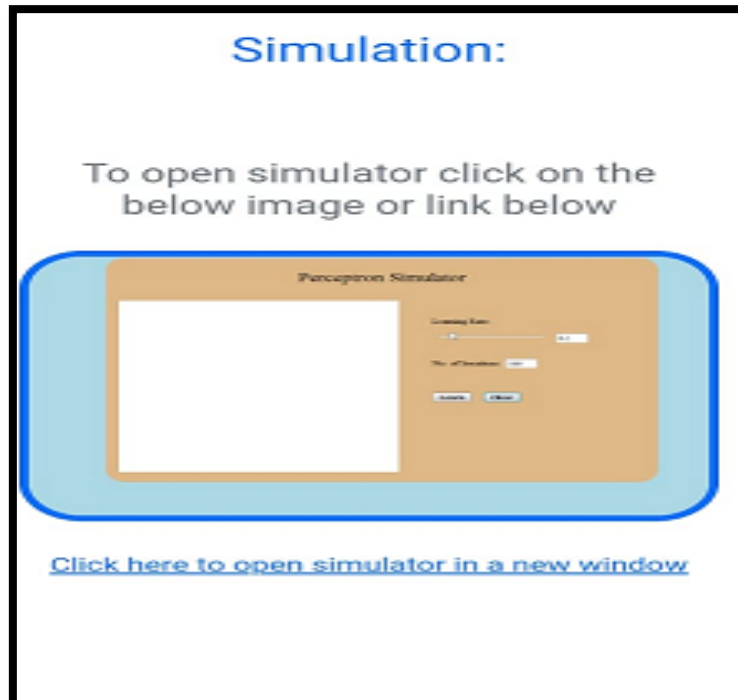 Simulation:
To open simulator click on the
below image or link below
Perceptron Simulator
Learning Rate
No. of Iterations
Clear
Click here to open simulator in a new window